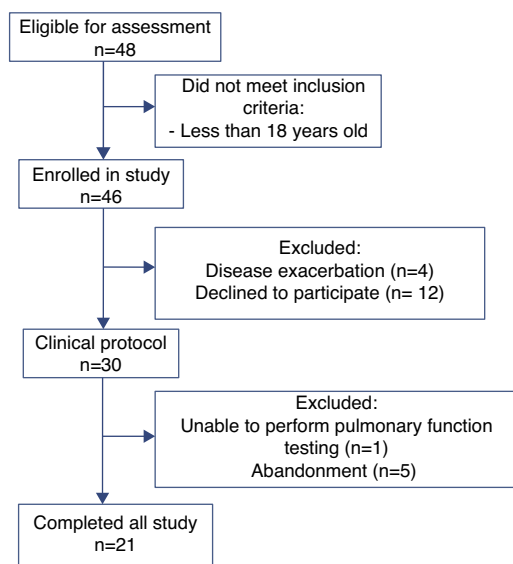 Eligible for assessment
n=48
Did not meet inclusion
criteria:
- Less than 18 years old
Enrolled in study
n=46
Excluded:
Disease exacerbation (n=4)
Declined to participate (n= 12)
Clinical protocol
n=30
Excluded:
Unable to perform pulmonary function
testing (n=1)
Abandonment (n=5)
Completed all study
n=21